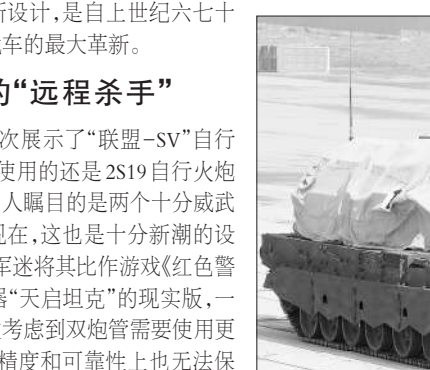 新设计,是自上世纪六七十
车的最大革新。
的“远程杀手”
次展示了“联盟-SV”自行
使用的还是2S19自行火炮
人瞩目的是两个十分威武
现在,这也是十分新潮的设
军迷将其比作游戏《红色警
器“天启坦克”的现实版,一
考虑到双炮管需要使用更
精度和可靠性上也无法保